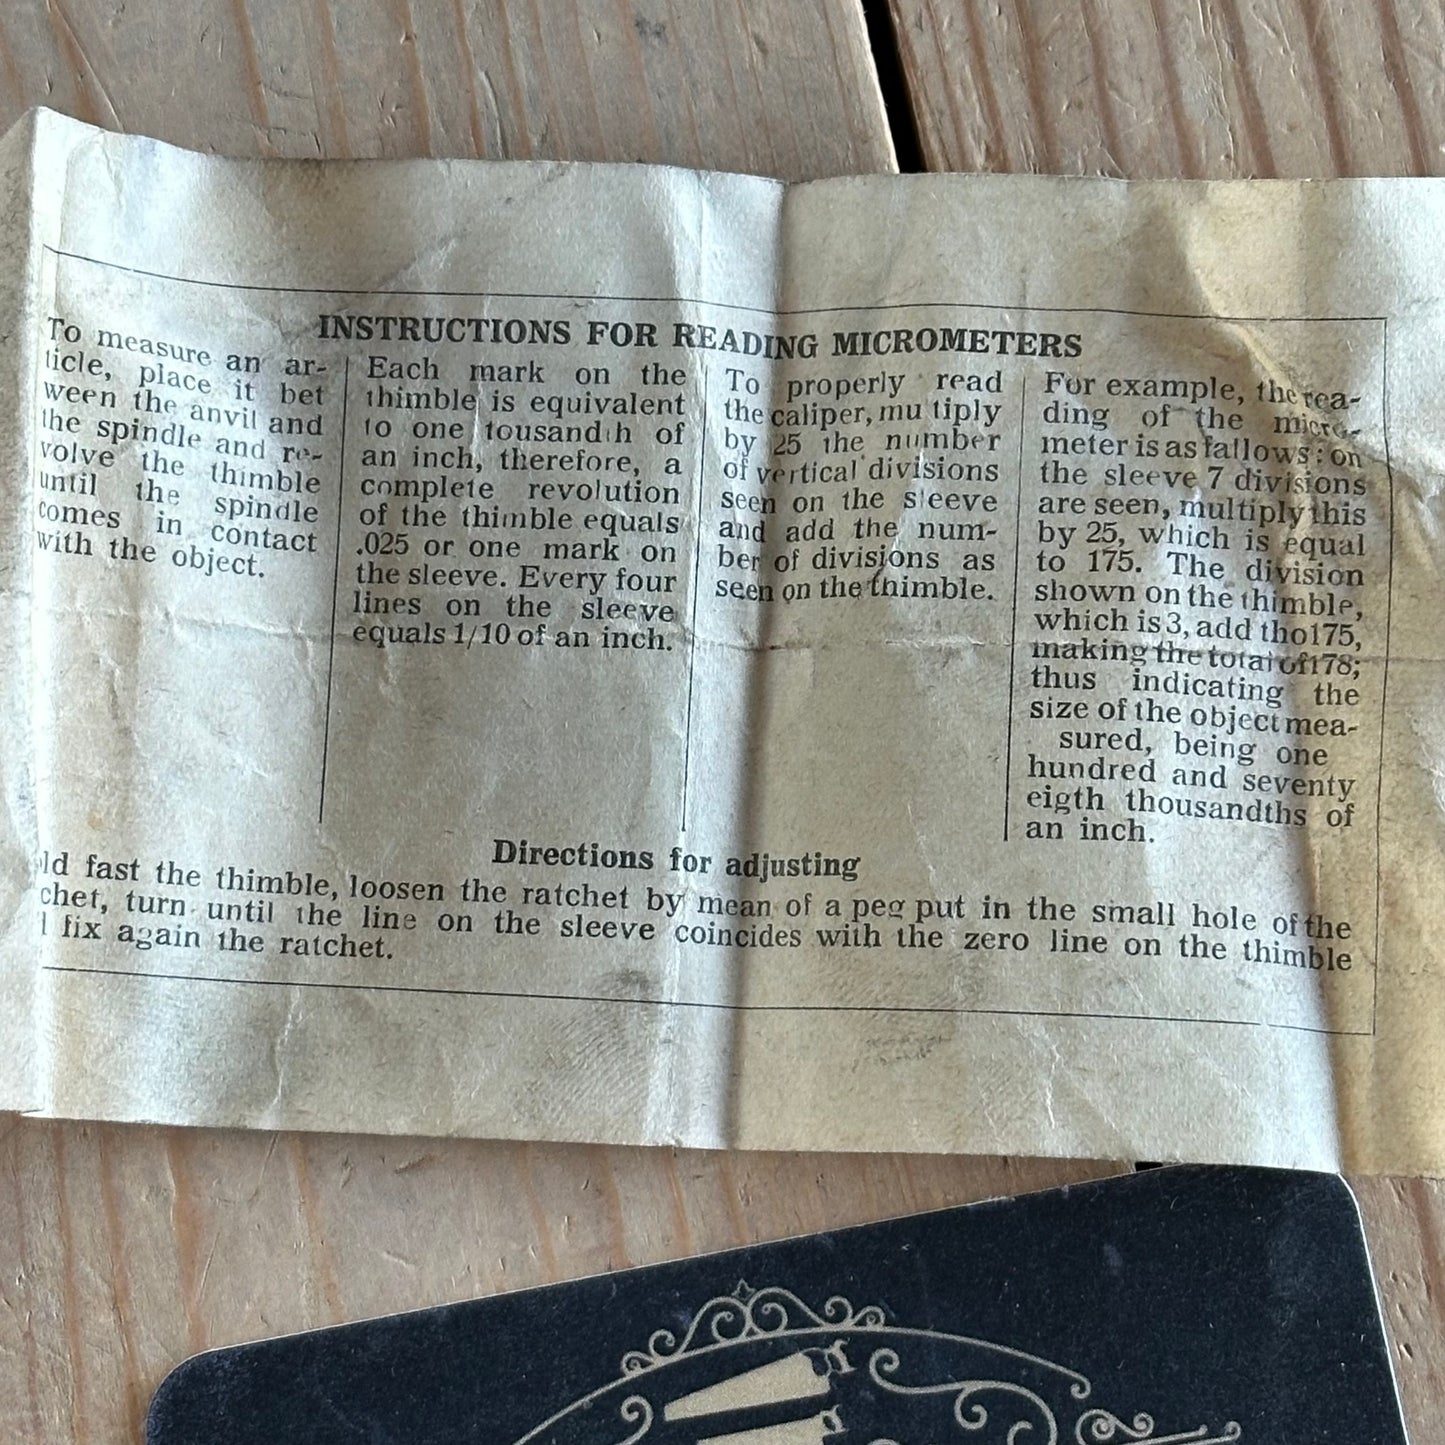 INSTRUCTIONS FOR READING MICROMETERS
To measure an ar-
ticle, place it bet
ween the anvil and
the spindle and re-
volve the thimble
until the spindle
comes in contact
with the object.
Each mark on the
thimble is equivalent
to one tousandth of
an inch, therefore, a
complete revolution
of the thimble equals
.025 or one mark on
the sleeve. Every four
lines on the sleeve
equals 1/10 of an inch.
To properly read
the caliper, mu tiply
by 25 the number
of vertical divisions
seen on the sleeve
and add the num-
ber of divisions as
seen on the thimble.
For example, the rea-
ding of the micro-
meter is as fallows: on
the sleeve 7 divisions
are seen, multiply this
by 25, which is equal
to 175. The division
shown on the thimble,
which is 3, add tho175,
making the total of 178;
thus indicating the
size of the object mea-
sured, being one
hundred and seventy
eigth thousandths of
an inch.
Directions for adjusting
ld fast the thimble, loosen the ratchet by mean of a peg put in the small hole of the
chet, turn until the line on the sleeve coincides with the zero line on the thimble
fix again the ratchet.